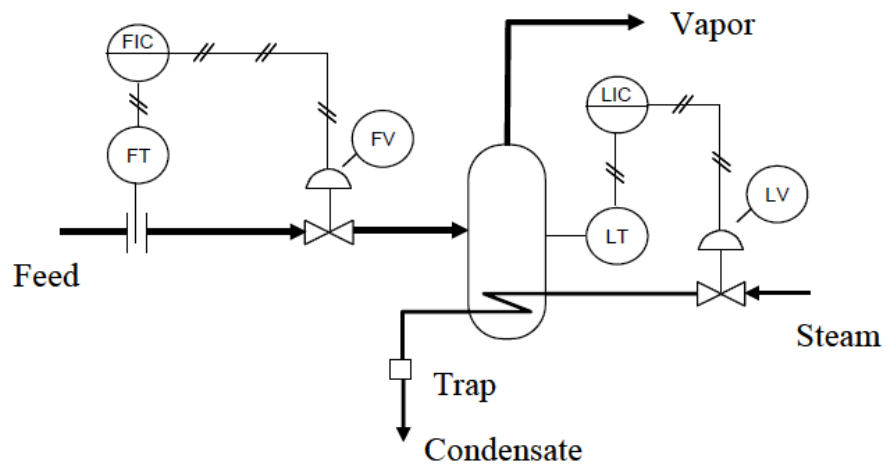 Vapor
FIC
LIC
FT
FV
LV
LT
Feed
Steam
Trap
Condensate